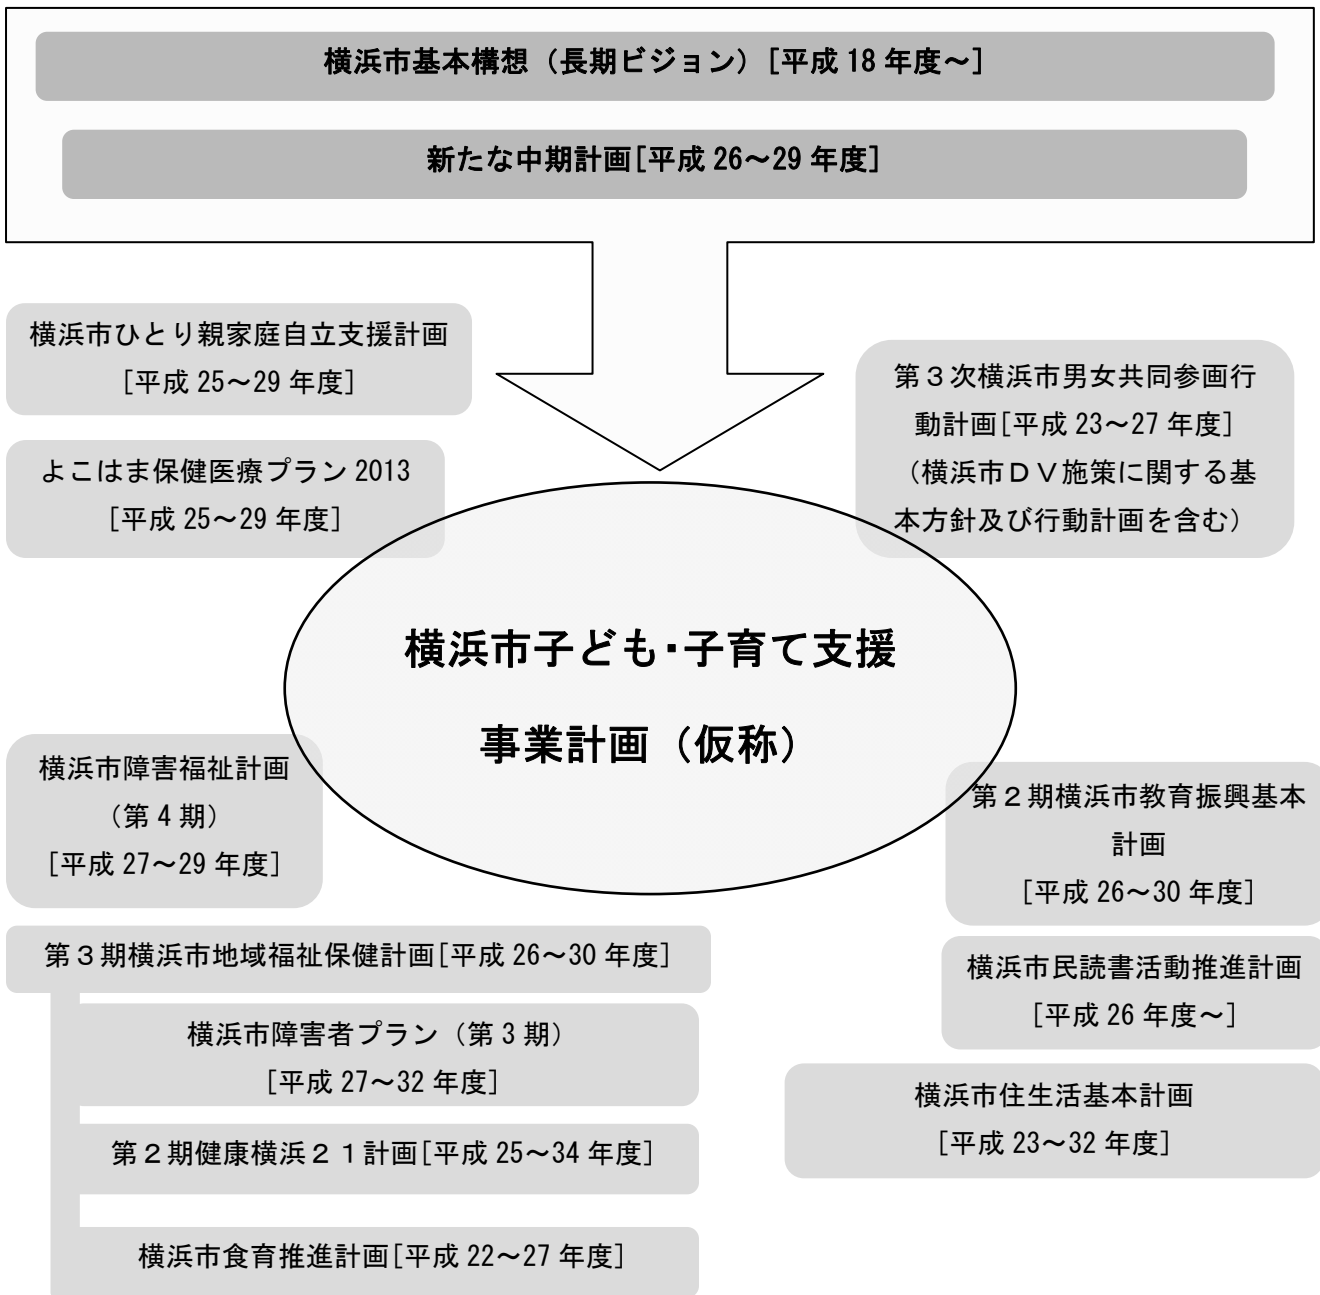 横浜市基本構想（長期ビジョン）[平成 18 年度～]
新たな中期計画[平成 26～29 年度]
横浜市ひとり親家庭自立支援計画
[平成 25～29 年度]
よこはま保健医療プラン 2013
[平成 25～29 年度]
第３次横浜市男女共同参画行
動計画[平成 23～27 年度]
（横浜市ＤＶ施策に関する基
本方針及び行動計画を含む）
横浜市子ども・子育て支援
事業計画（仮称）
横浜市障害福祉計画
（第 4 期）
[平成 27～29 年度]
第２期横浜市教育振興基本
計画
[平成 26～30 年度]
第３期横浜市地域福祉保健計画[平成 26～30 年度]
横浜市障害者プラン（第 3 期）
[平成 27～32 年度]
第２期健康横浜２１計画[平成 25～34 年度]
横浜市食育推進計画[平成 22～27 年度]
横浜市民読書活動推進計画
[平成 26 年度～]
横浜市住生活基本計画
[平成 23～32 年度]